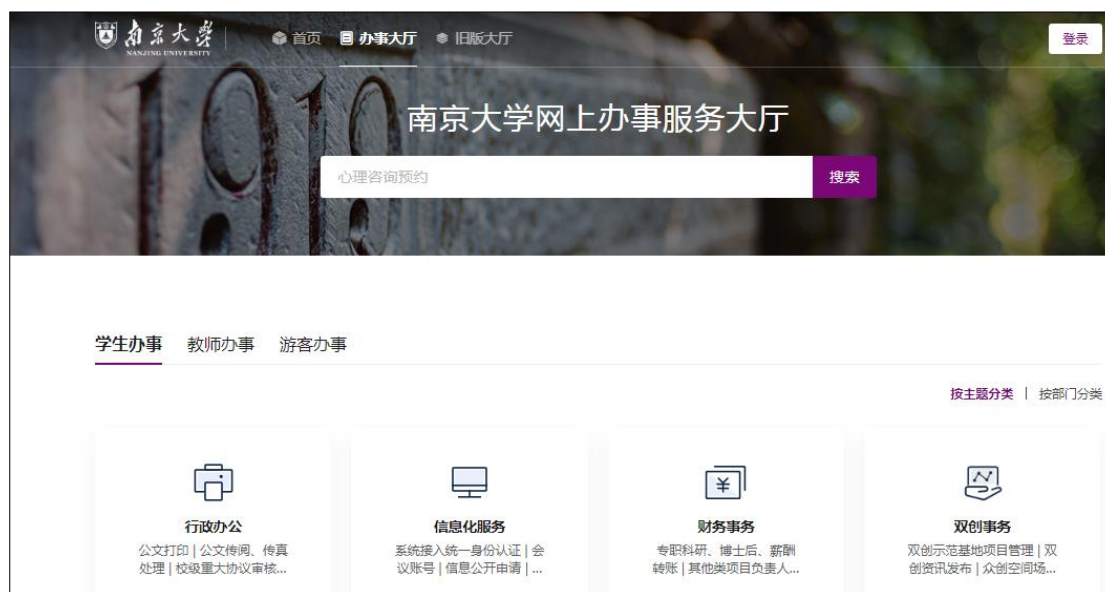 南京大学
NANJING UNIVERSITY
首页 办事大厅 旧版大厅
登录
1919
南京大学网上办事服务大厅
心理咨询预约
搜索
学生办事 教师办事 游客办事
按主题分类 | 按部门分类
行政办公
公文打印 | 公文传阅、传真
处理 | 校级重大协议审核...
信息化服务
系统接入统一身份认证 | 会
议账号 | 信息公开申请 | ...
财务事务
专职科研、博士后、薪酬
转账 | 其他类项目负责人...
双创事务
双创示范基地项目管理 | 双
创资讯发布 | 众创空间场...